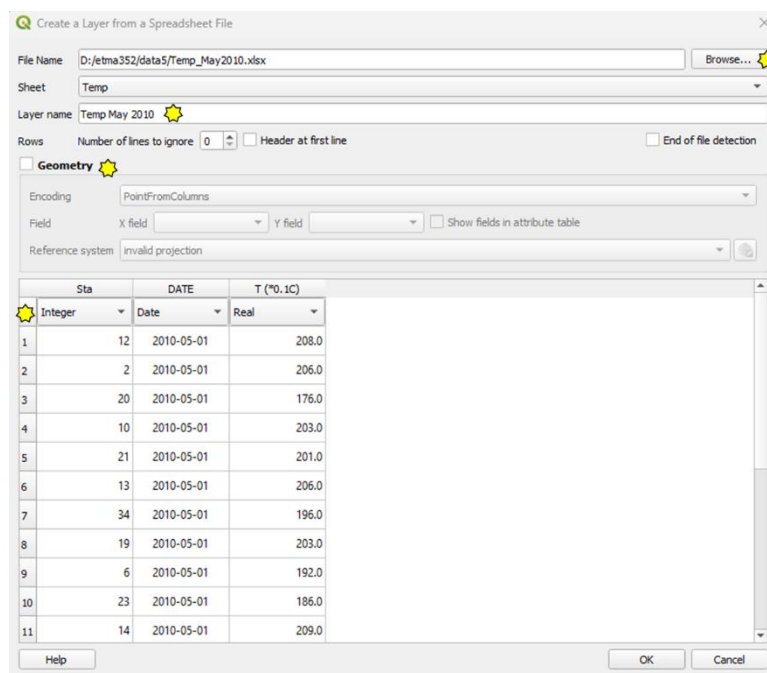 Create a Layer from a Spreadsheet File
File Name D:/etma352/data5/Temp_May2010.xlsx Browse...
Sheet Temp
Layer name Temp May 2010
Rows Number of lines to ignore 0 Header at first line End of file detection
Geometry
Encoding PointFromColumns
Field X field Y field Show fields in attribute table
Reference system invalid projection
Sta DATE T (*0.1C)
Integer Date Real
1 12 2010-05-01 208.0
2 2 2010-05-01 206.0
3 20 2010-05-01 176.0
4 10 2010-05-01 203.0
5 21 2010-05-01 201.0
6 13 2010-05-01 206.0
7 34 2010-05-01 196.0
8 19 2010-05-01 203.0
9 6 2010-05-01 192.0
10 23 2010-05-01 186.0
11 14 2010-05-01 209.0
Help OK Cancel